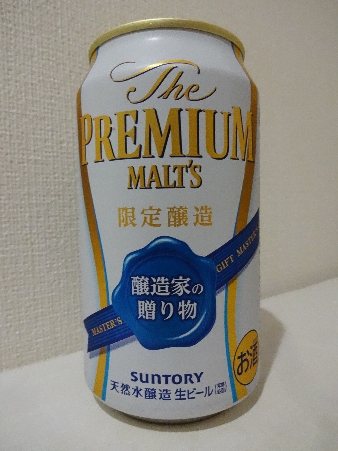 The
PREMIUM
MALT'S
限定醸造
醸造家の
贈り物
MASTER'S
GIFT MASTER'S
お酒
SUNTORY
天然水醸造 生ビール